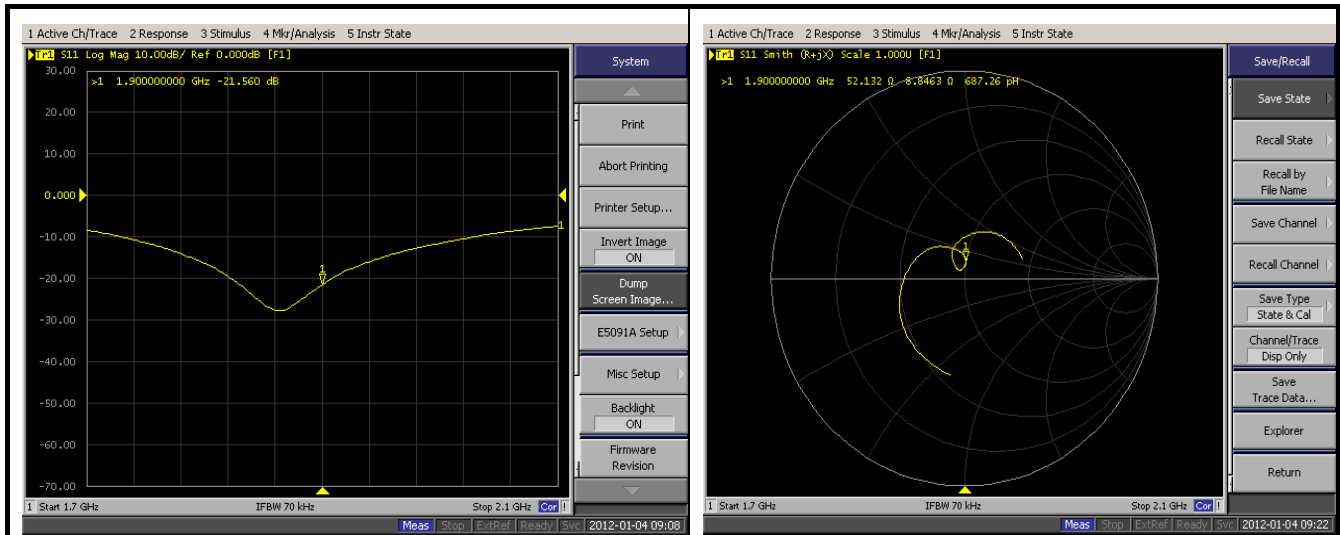 1 Active Ch/Trace 2 Response 3 Stimulus 4 Mkr/Analysis 5 Instr State
Tr1 S11 Log Mag 10.00dB/ Ref 0.000dB [F1]
>1 1.900000000 GHz -21.560 dB
30.00
20.00
10.00
0.000
-10.00
-20.00
-30.00
-40.00
-50.00
-60.00
-70.00
1
1
System
Print
Abort Printing
Printer Setup...
Invert Image
ON
Dump
Screen Image...
E5091A Setup
Misc Setup
Backlight
ON
Firmware
Revision
1 Start 1.7 GHz IFBW 70 kHz Stop 2.1 GHz Cor !
Meas Stop ExtRef Ready Svc 2012-01-04 09:08
1 Active Ch/Trace 2 Response 3 Stimulus 4 Mkr/Analysis 5 Instr State
Tr1 S11 Smith (R+jX) Scale 1.000U [F1]
>1 1.900000000 GHz 52.132 Ω 8.8463 Ω 687.26 pH
1
Save/Recall
Save State
Recall State
Recall by
File Name
Save Channel
Recall Channel
Save Type
State & Cal
Channel/Trace
Disp Only
Save
Trace Data...
Explorer
Return
1 Start 1.7 GHz IFBW 70 kHz Stop 2.1 GHz Cor !
Meas Stop ExtRef Ready Svc 2012-01-04 09:22